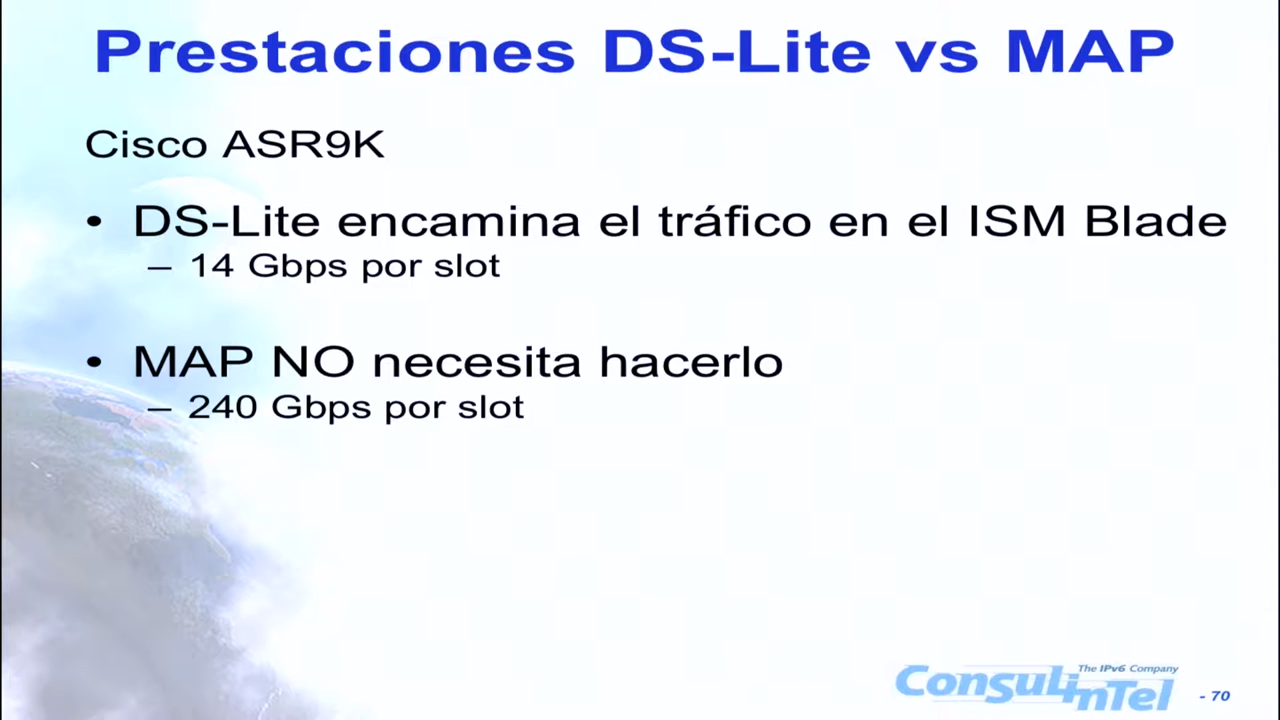 Prestaciones DS-Lite vs MAP
Cisco ASR9K
• DS-Lite encamina el tráfico en el ISM Blade
– 14 Gbps por slot
• MAP NO necesita hacerlo
– 240 Gbps por slot
The IPv6 Company
ConsulinTel
- 70